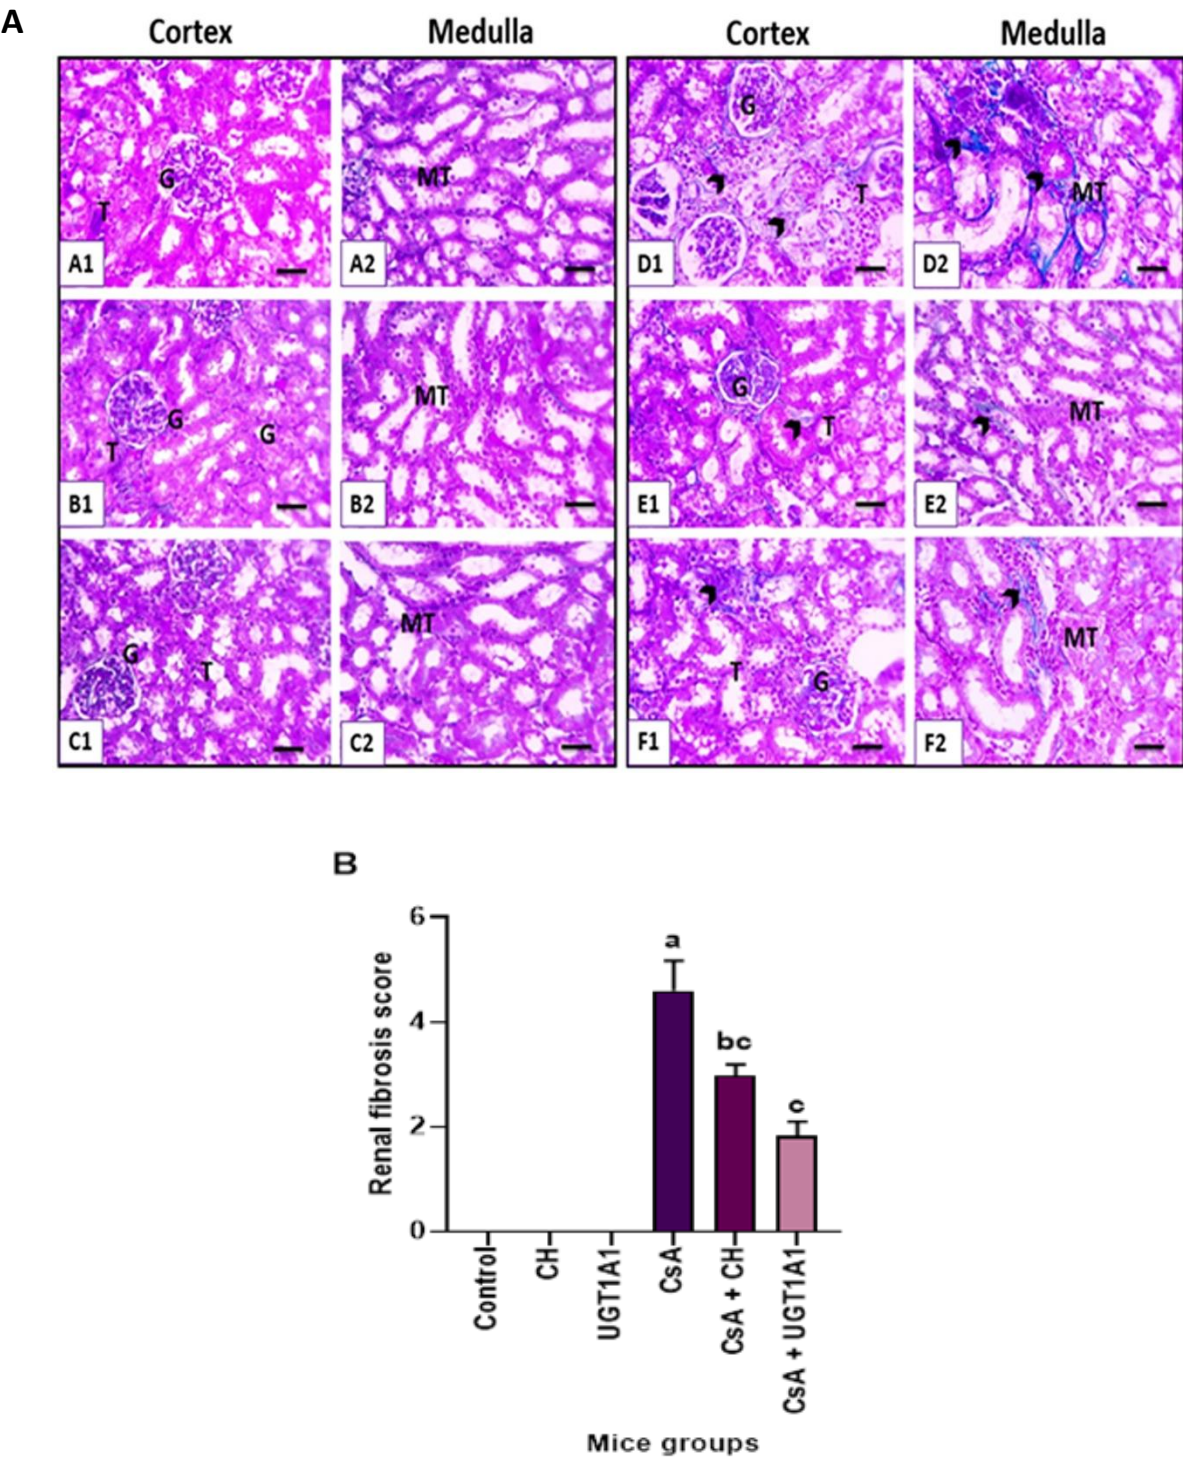 A
Cortex Medulla Cortex Medulla
G T A1
MT A2
G T D1
MT D2
G G T B1
MT B2
G T E1
MT E2
G T C1
MT C2
T G F1
MT F2
B
6
4
2
0
Renal fibrosis score
a
bc
c
Control
CH
UGT1A1
CsA
CsA + CH
CsA + UGT1A1
Mice groups